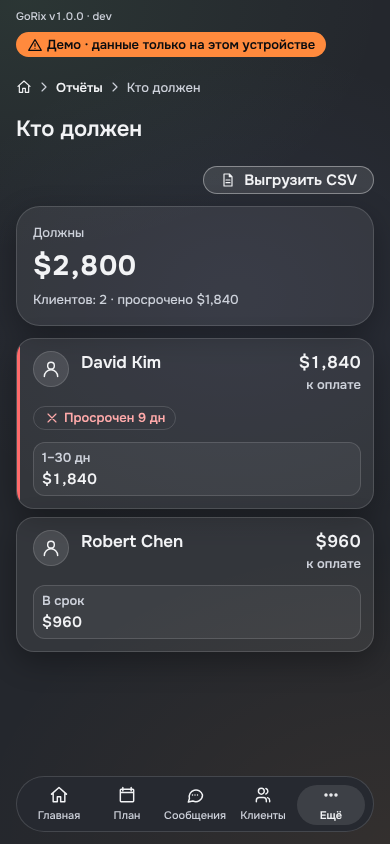 GoRix v1.0.0 · dev
Демо · данные только на этом устройстве
Отчёты
Кто должен
Кто должен
Выгрузить CSV
Должны
$2,800
Клиентов: 2 · просрочено $1,840
David Kim
$1,840
к оплате
Просрочен 9 дн
1–30 дн
$1,840
Robert Chen
$960
к оплате
В срок
$960
Главная
План
Сообщения
Клиенты
Ещё